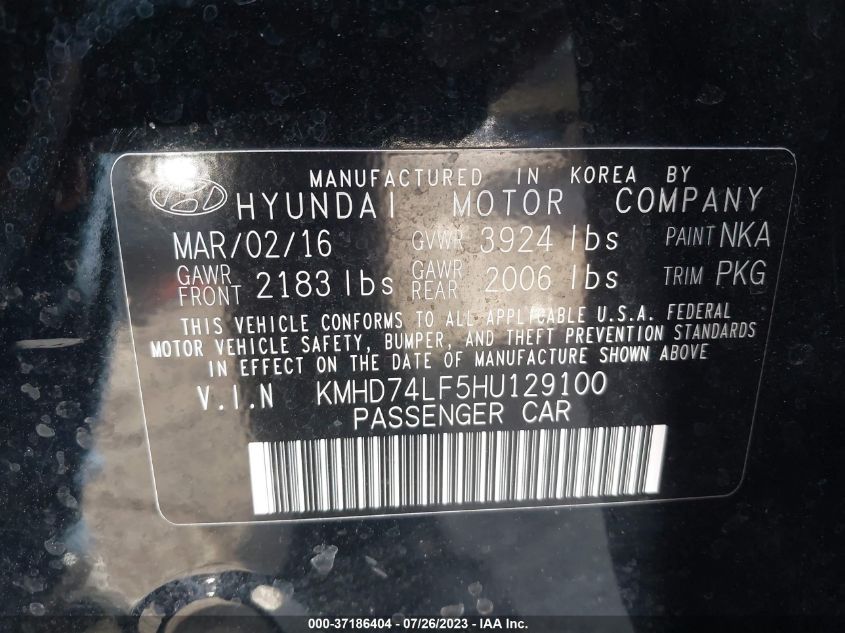 MANUFACTURED IN KOREA BY
HYUNDAI MOTOR COMPANY
MAR/02/16 GVWR 3924 lbs PAINT NKA
GAWR FRONT 2183 lbs GAWR REAR 2006 lbs TRIM PKG
THIS VEHICLE CONFORMS TO ALL APPLICABLE U.S.A. FEDERAL
MOTOR VEHICLE SAFETY, BUMPER, AND THEFT PREVENTION STANDARDS
IN EFFECT ON THE DATE OF MANUFACTURE SHOWN ABOVE
V.I.N KMHD74LF5HU129100
PASSENGER CAR
000-37186404 - 07/26/2023 - IAA Inc.